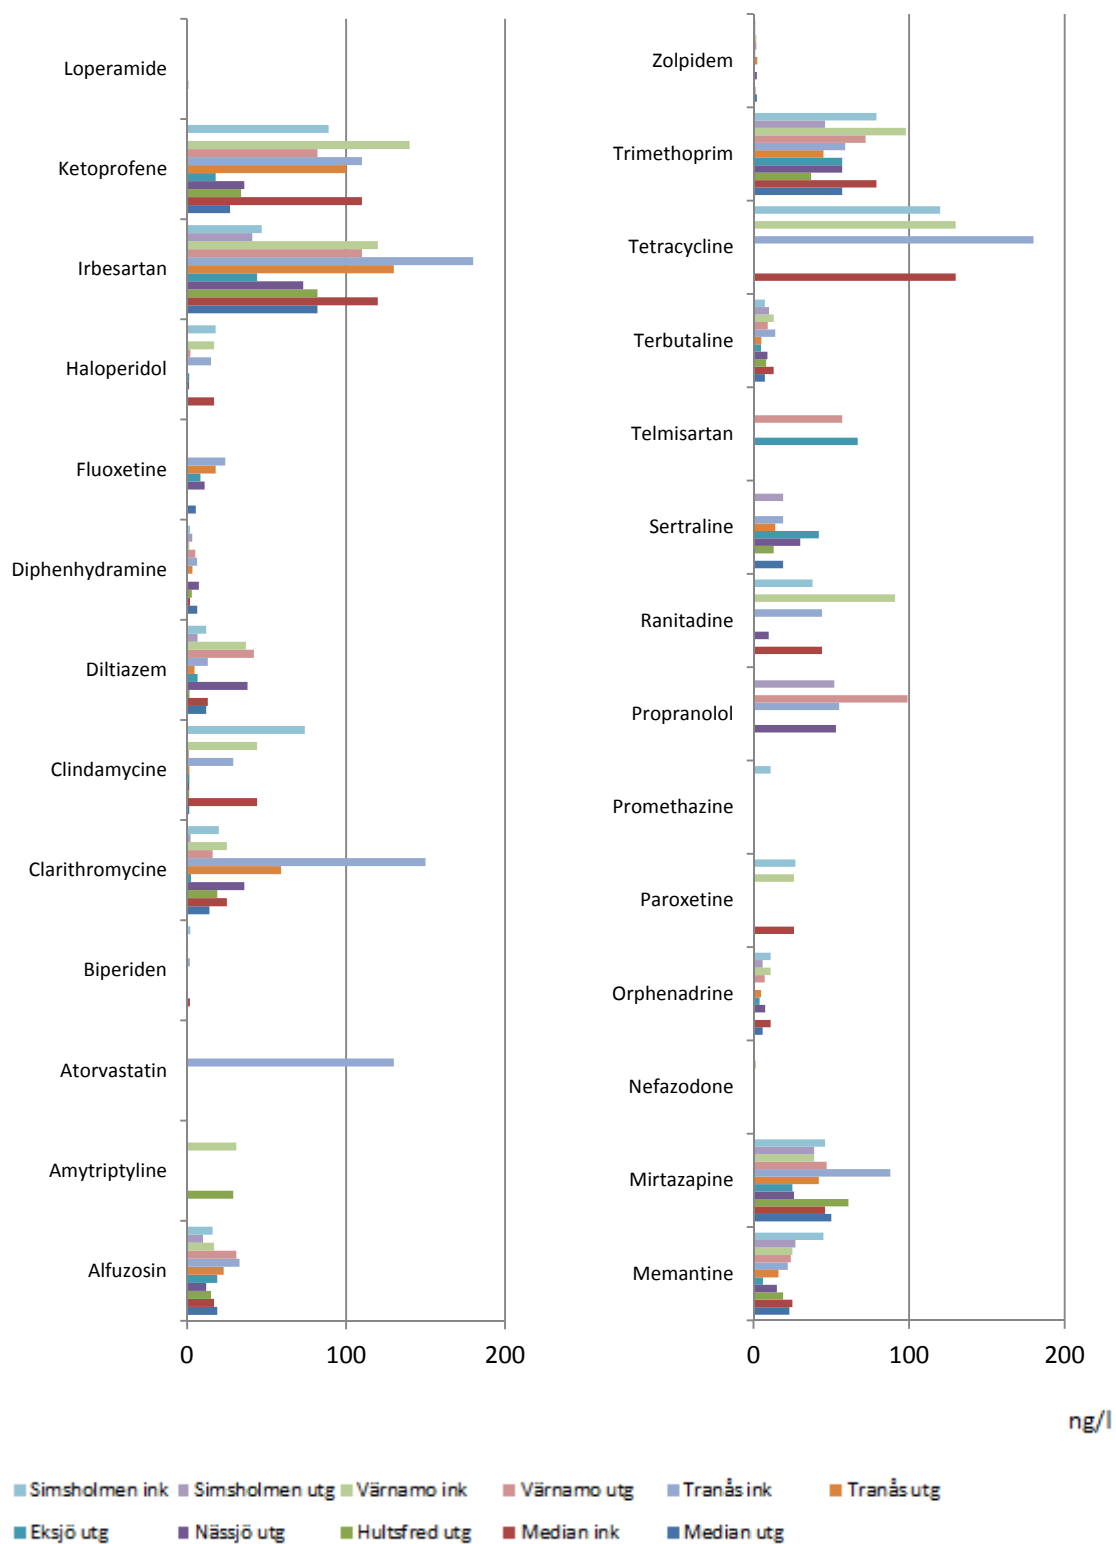 Loperamide
Ketoprofene
Irbesartan
Haloperidol
Fluoxetine
Diphenhydramine
Diltiazem
Clindamycine
Clarithromycine
Biperiden
Atorvastatin
Amytriptyline
Alfuzosin
0 100 200
Zolpidem
Trimethoprim
Tetracycline
Terbutaline
Telmisartan
Sertraline
Ranitadine
Propranolol
Promethazine
Paroxetine
Orphenadrine
Nefazodone
Mirtazapine
Memantine
0 100 200
ng/l
Simsholmen ink Simsholmen utg Värnamo ink Värnamo utg Tranås ink Tranås utg
Eksjö utg Nässjö utg Hultsfred utg Median ink Median utg